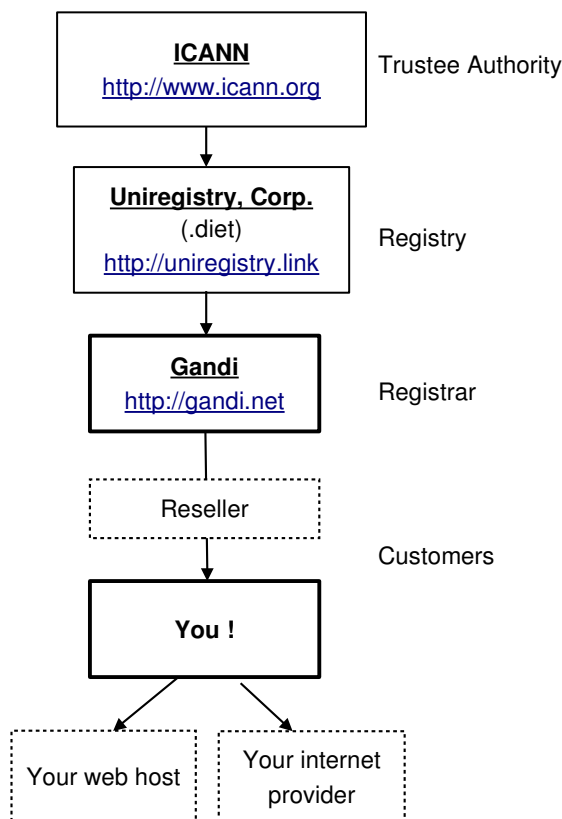 ICANN
http://www.icann.org
Trustee Authority
Uniregistry, Corp.
(.diet)
http://uniregistry.link
Registry
Gandi
http://gandi.net
Registrar
Reseller
Customers
You !
Your web host
Your internet
provider